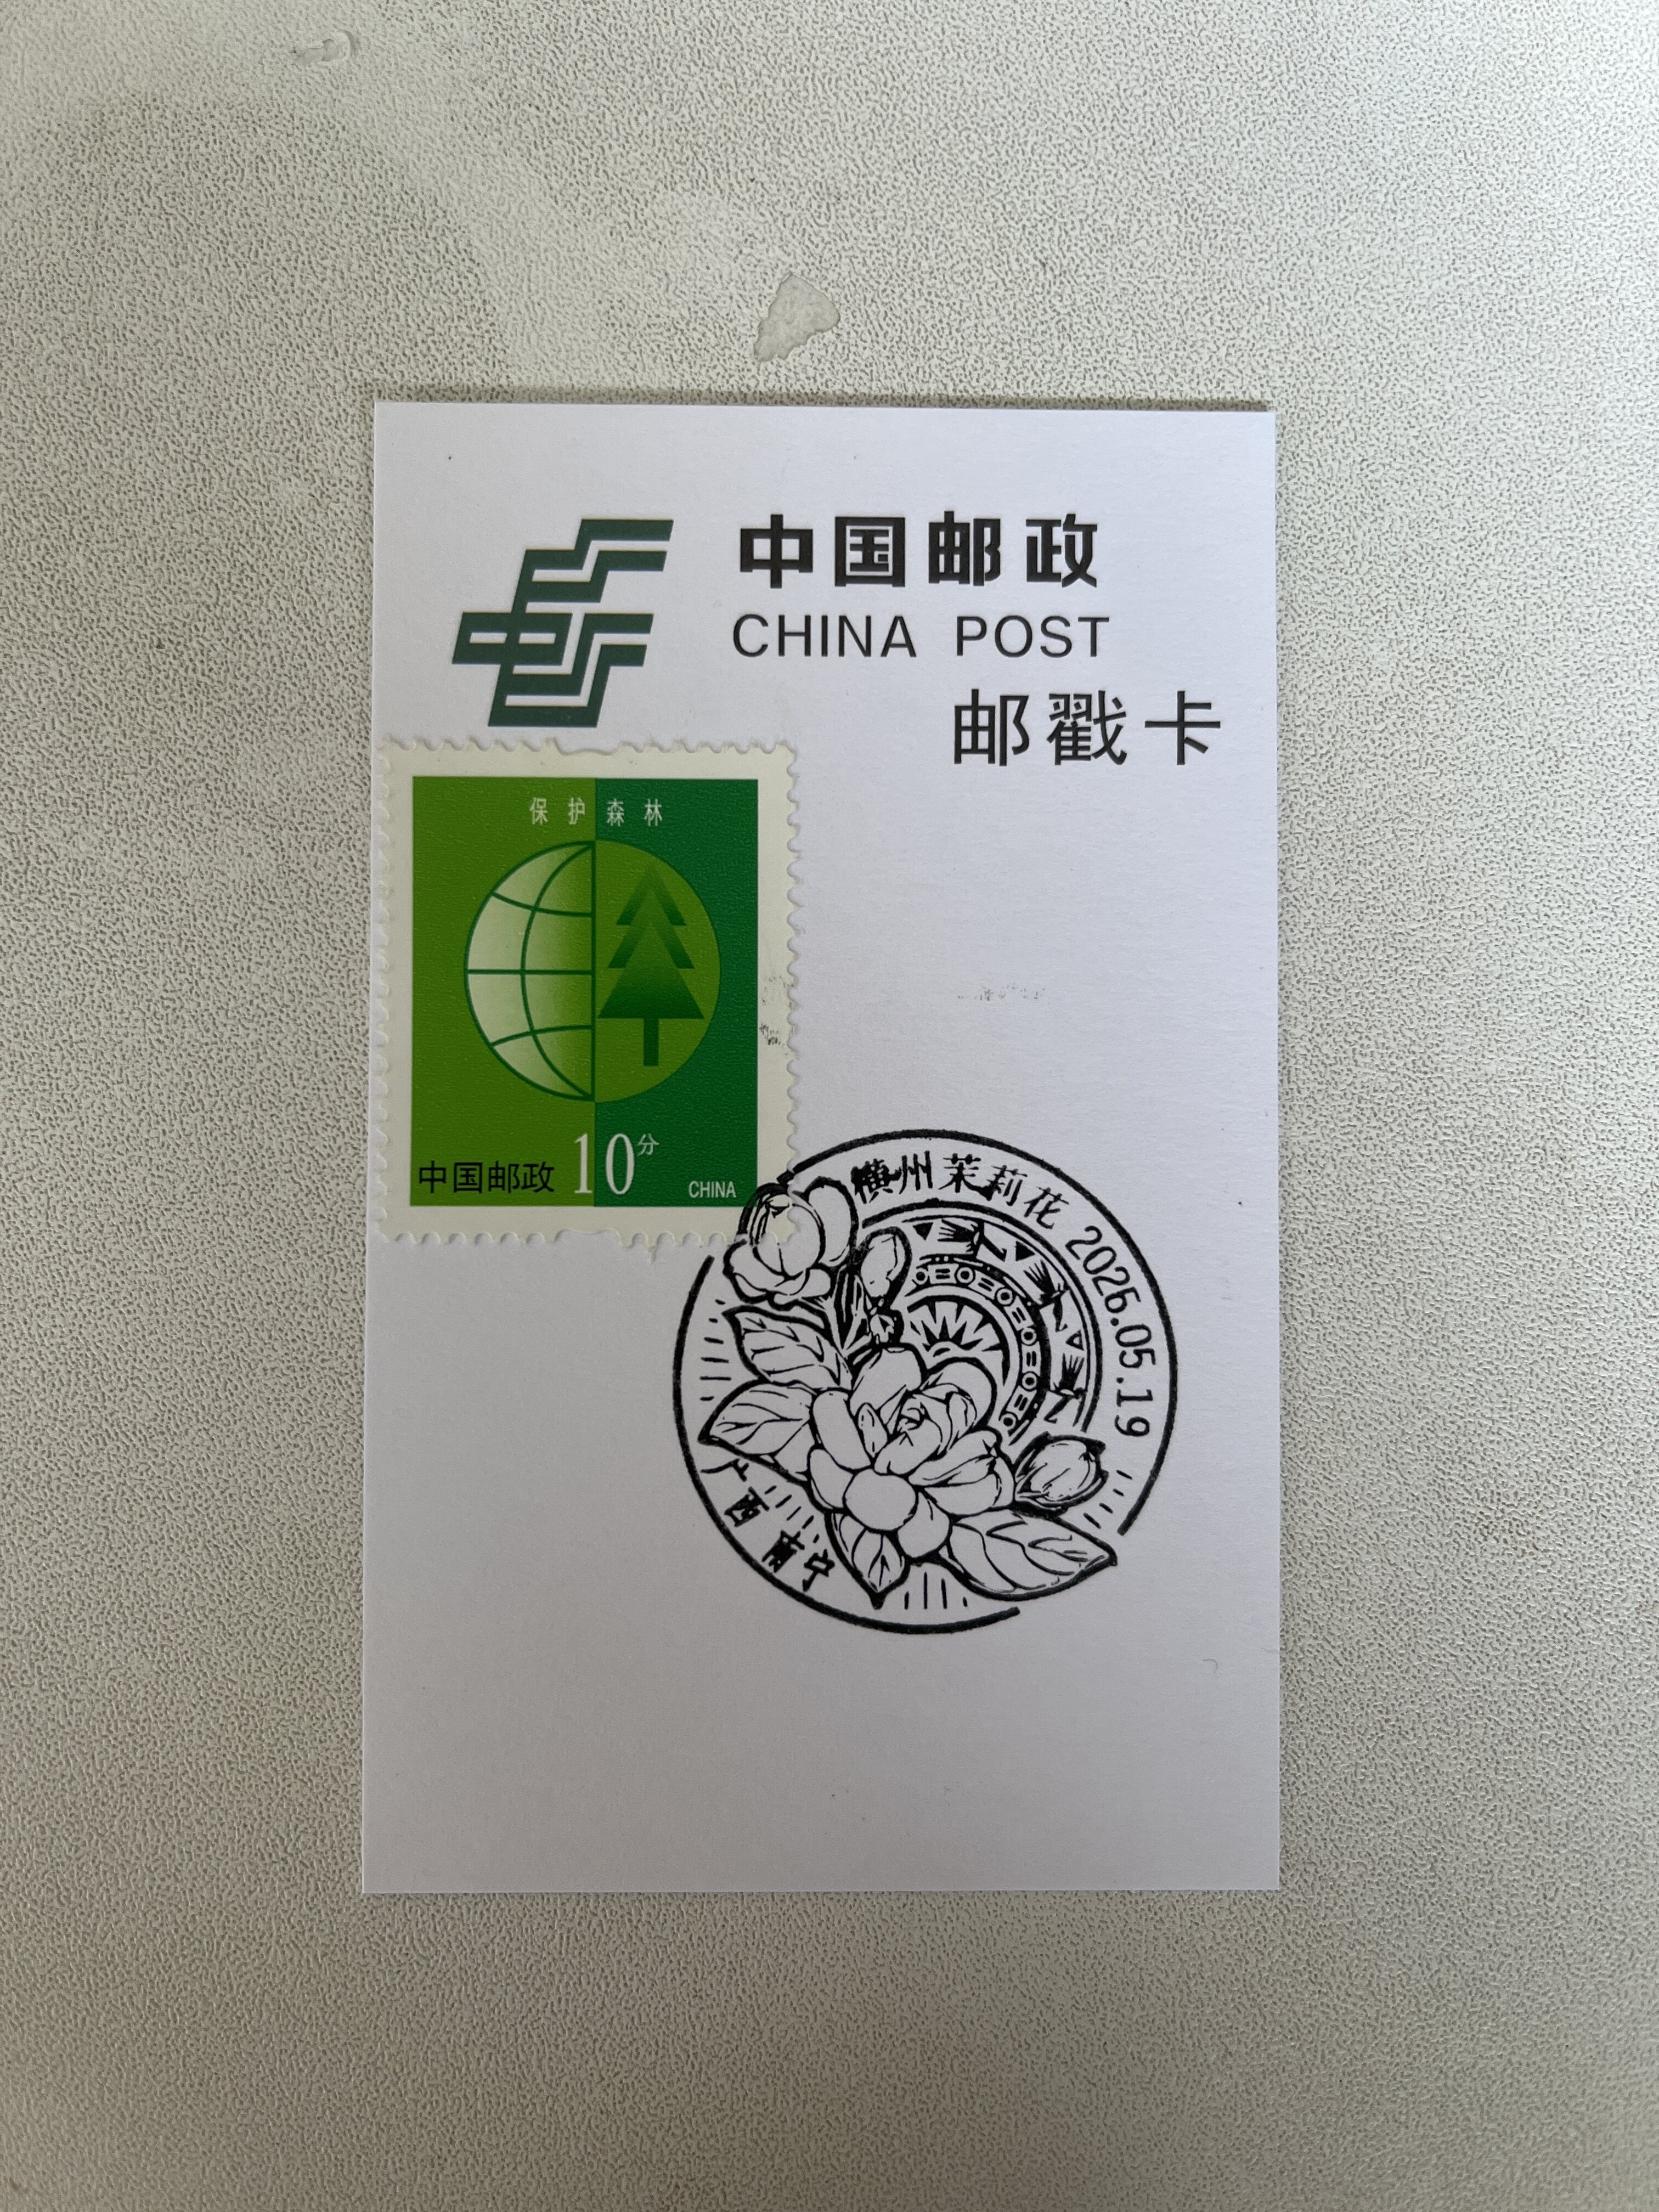 中国邮政
CHINA POST
邮戳卡
保护森林
中国邮政 10分 CHINA
横州茉莉花 2026.05.19
广西 南宁